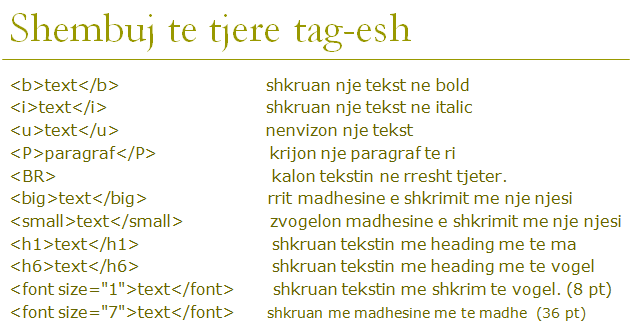 Shembuj te tjere tag-esh
<b>text</b> shkruan nje tekst ne bold
<i>text</i> shkruan nje tekst ne italic
<u>text</u> nenvizon nje tekst
<P>paragraf</P> krijon nje paragraf te ri
<BR> kalon tekstin ne rresht tjeter.
<big>text</big> rrit madhesine e shkrimit me nje njesi
<small>text</small> zvogelon madhesine e shkrimit me nje njesi
<h1>text</h1> shkruan tekstin me heading me te ma
<h6>text</h6> shkruan tekstin me heading me te vogel
<font size="1">text</font> shkruan tekstin me shkrim te vogel. (8 pt)
<font size="7">text</font> shkruan me madhesine me te madhe (36 pt)